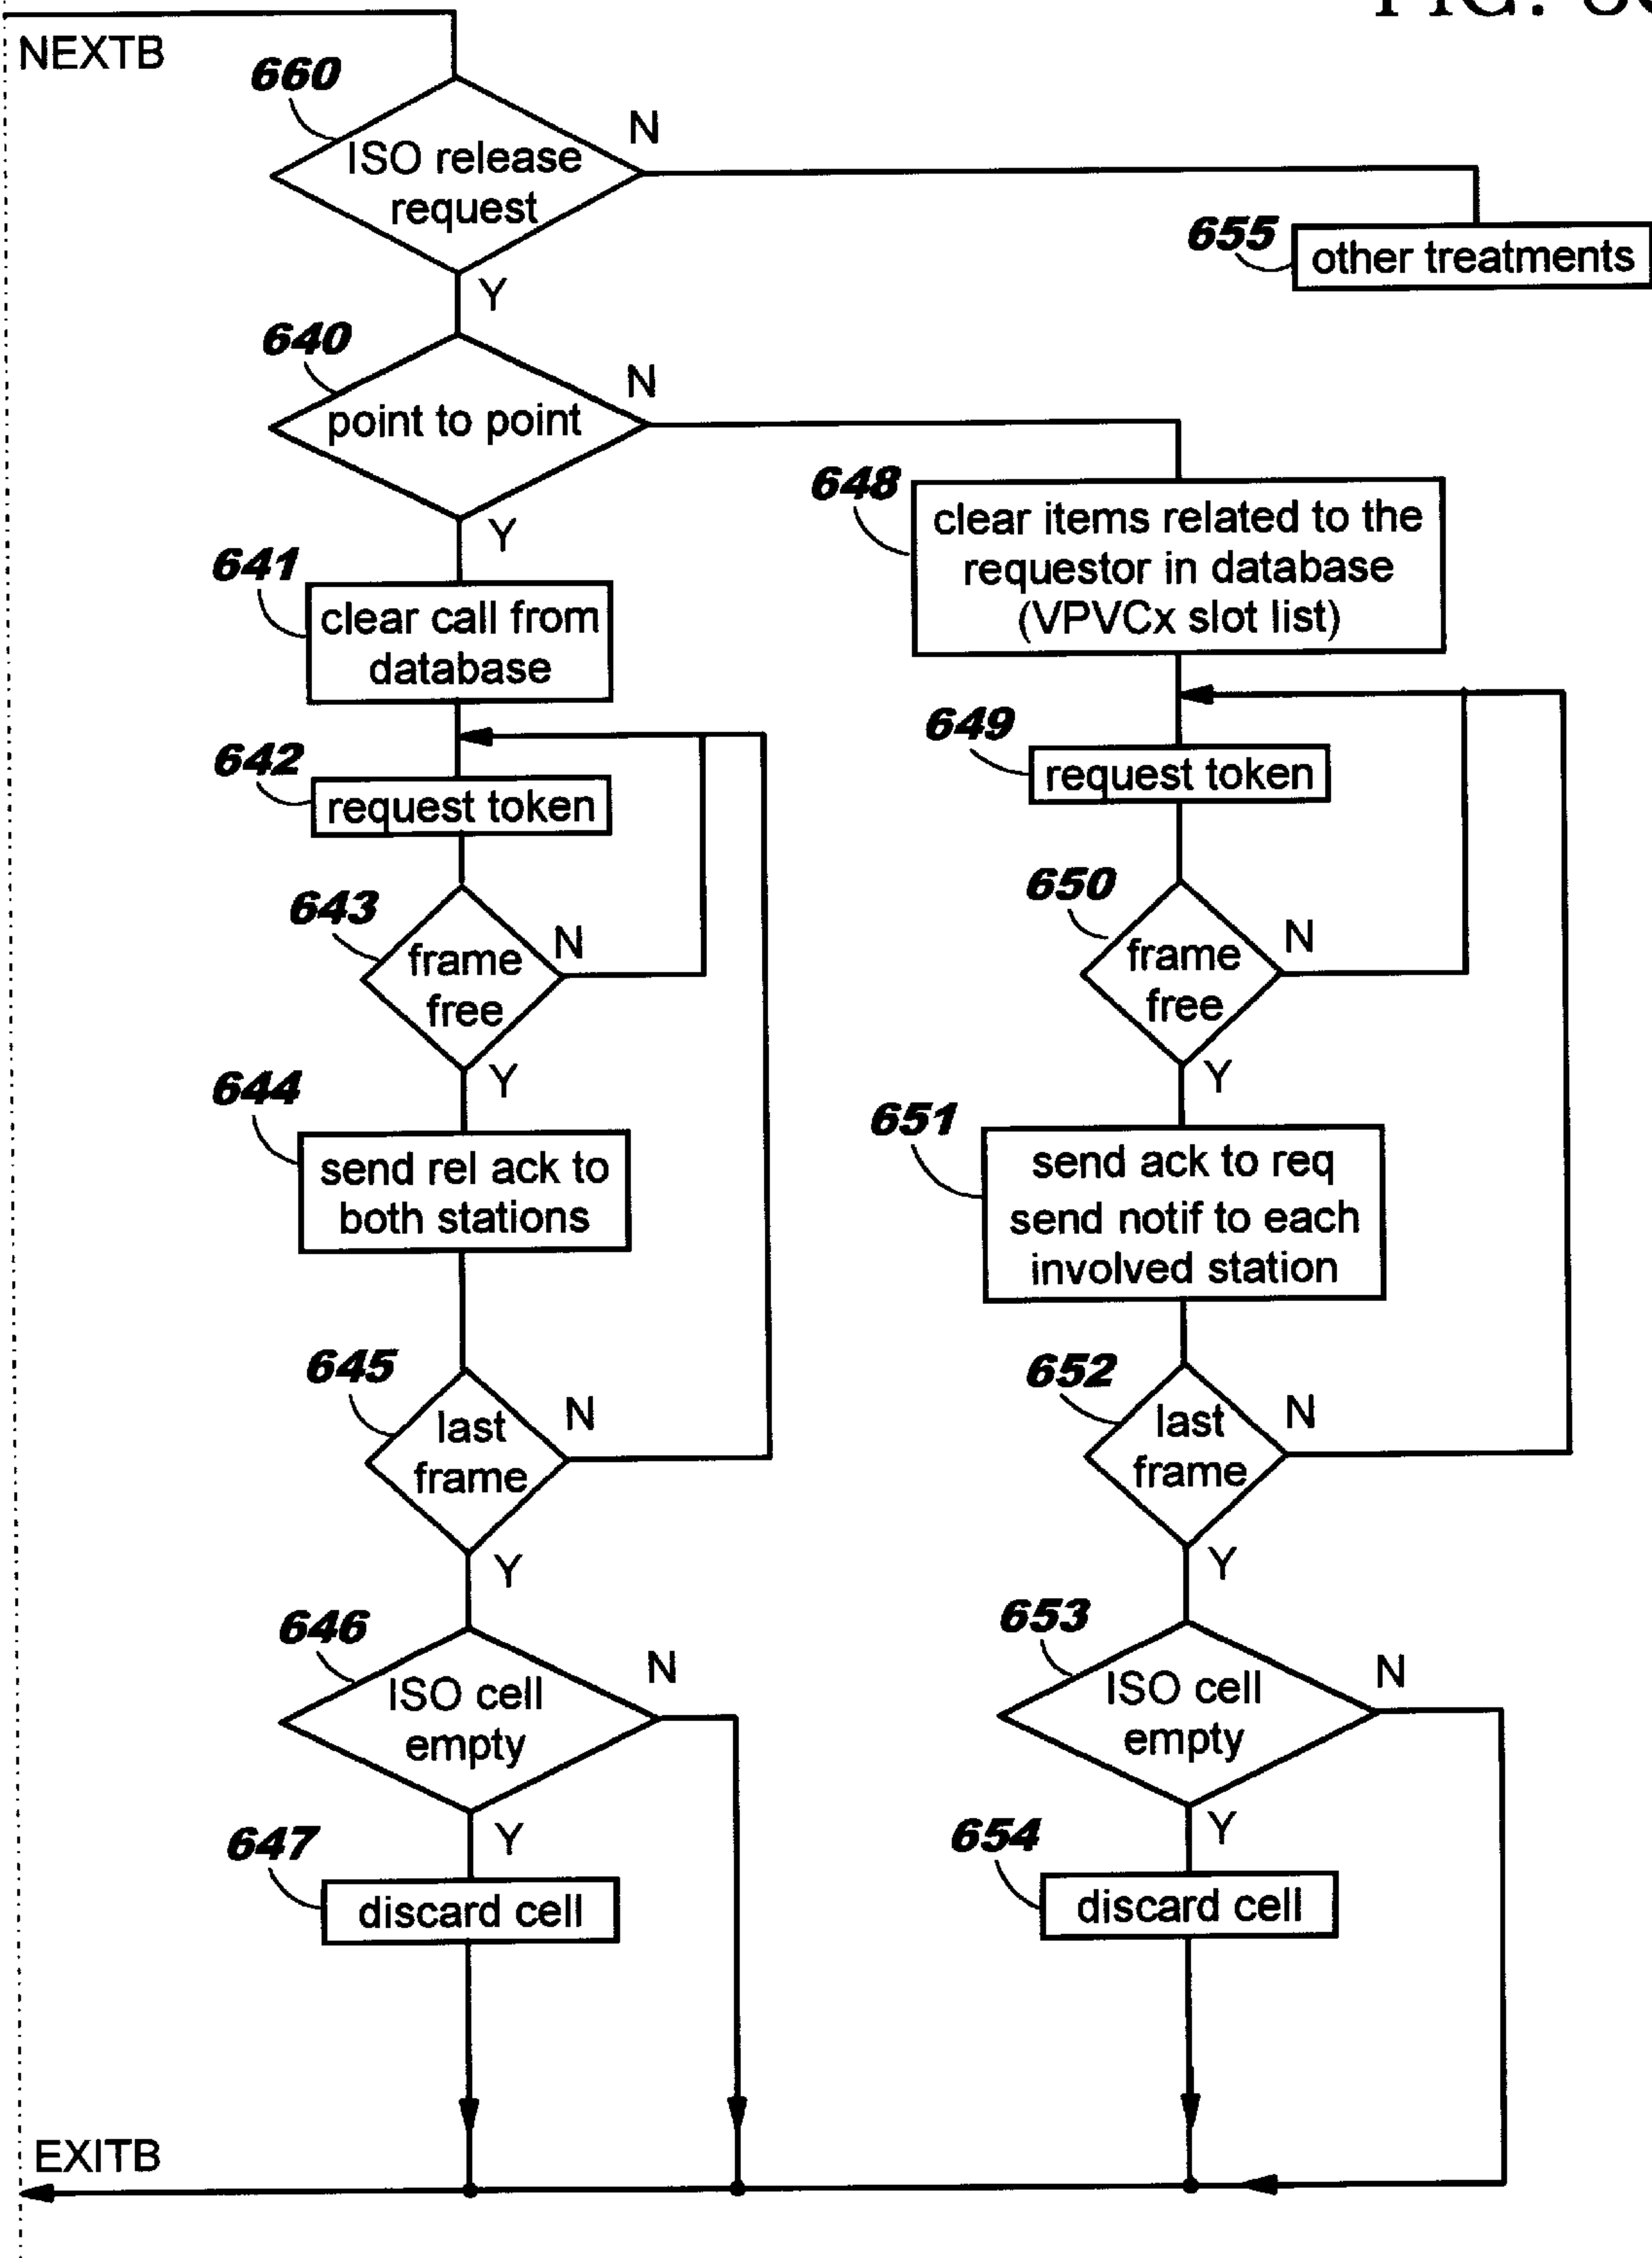 FIG.
NEXTB
660
N
ISO release
request
655
other treatments
Y
640
N
point to point
648
clear items related to the
requestor in database
(VPVCx slot list)
Y
641
clear call from
database
649
request token
642
request token
650
N
frame
free
643
N
frame
free
Y
Y
644
send rel ack to
both stations
651
send ack to req
send notif to each
involved station
645
N
last
frame
652
N
last
frame
Y
Y
646
N
ISO cell
empty
653
N
ISO cell
empty
Y
Y
647
discard cell
654
discard cell
EXITB